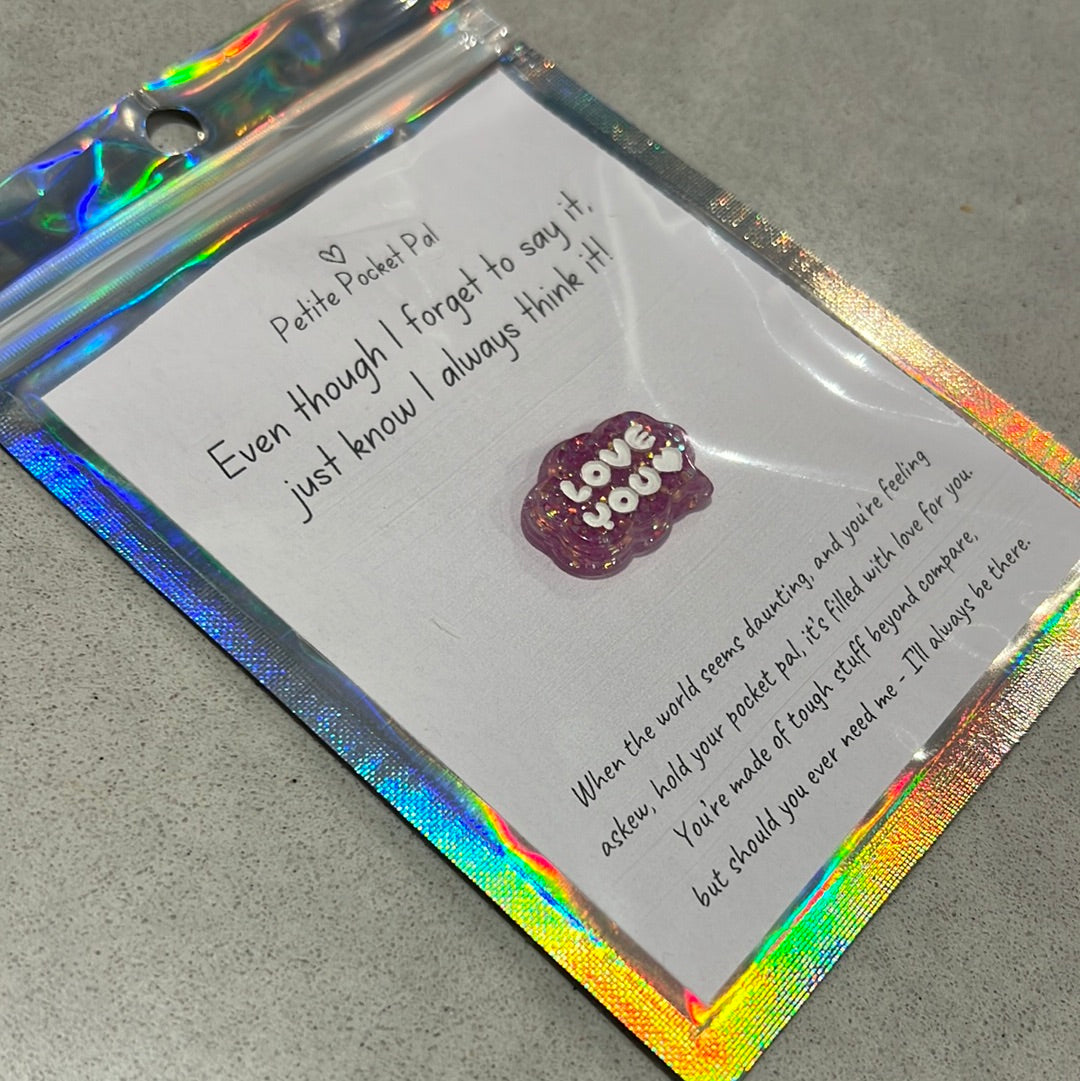 Petite Pocket Pal
Even though I forget to say it,
just know I always think it!
LOVE
YOU
When the world seems daunting, and you're feeling
askew, hold your pocket pal, it's filled with love for you.
You're made of tough stuff beyond compare,
but should you ever need me - I'll always be there.